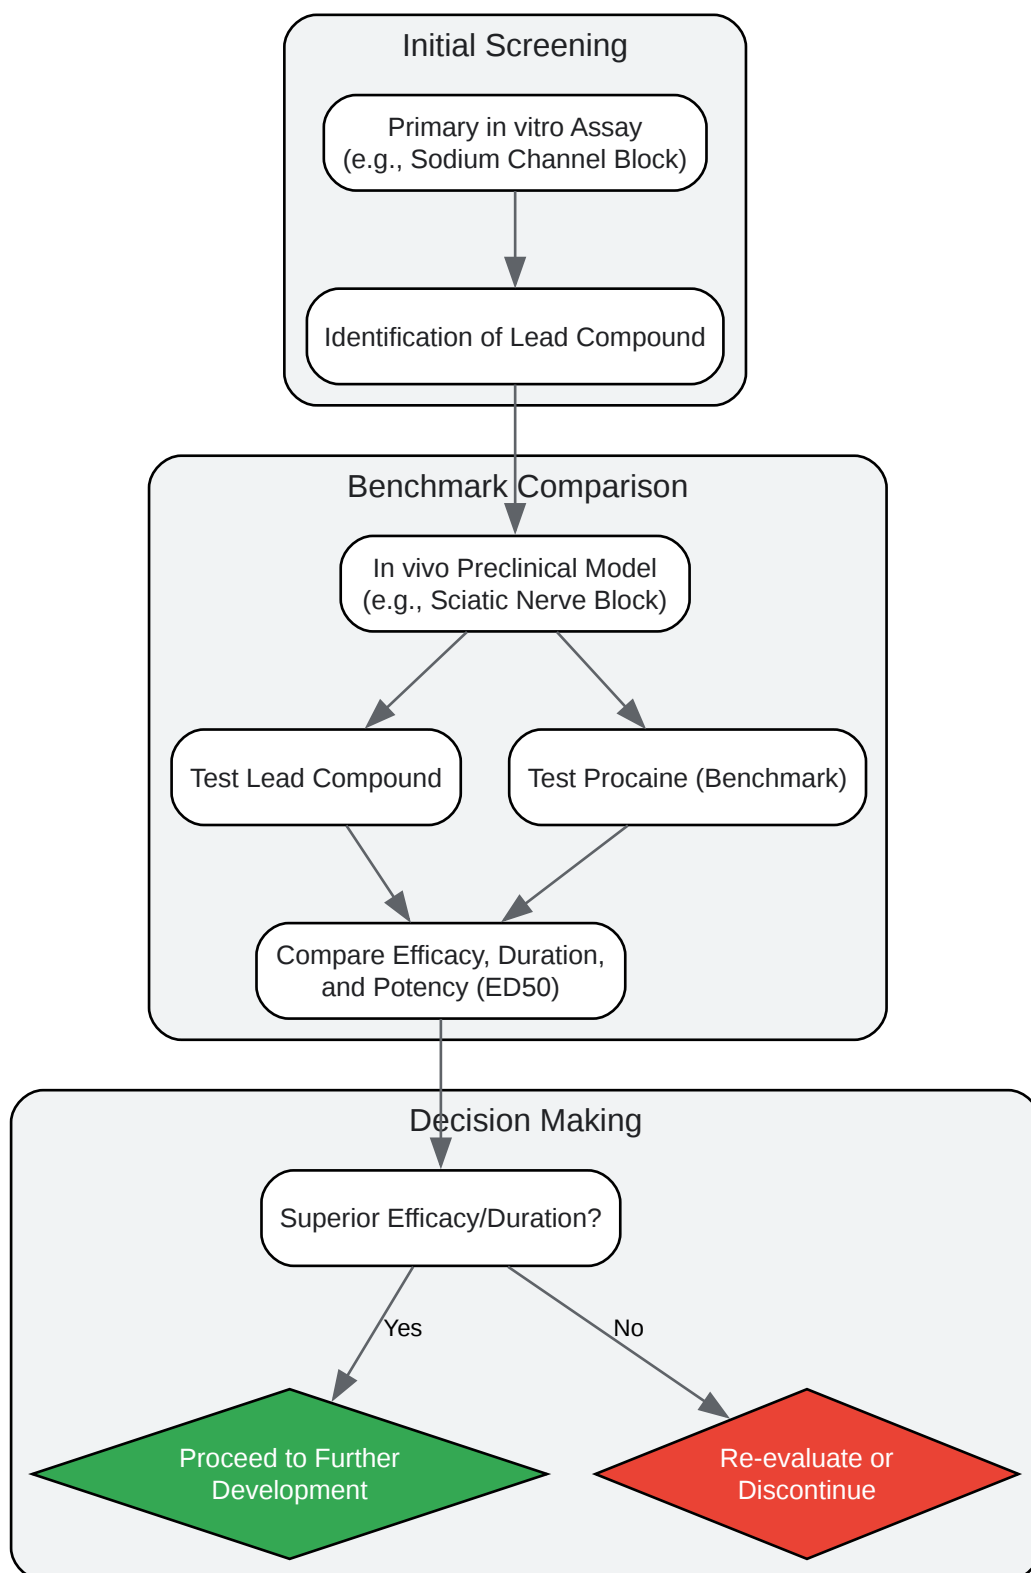 Initial Screening
Primary in vitro Assay
(e.g., Sodium Channel Block)
Identification of Lead Compound
Benchmark Comparison
In vivo Preclinical Model
(e.g., Sciatic Nerve Block)
Test Lead Compound
Test Procaine (Benchmark)
Compare Efficacy, Duration,
and Potency (ED50)
Decision Making
Superior Efficacy/Duration?
Yes
No
Proceed to Further
Development
Re-evaluate or
Discontinue